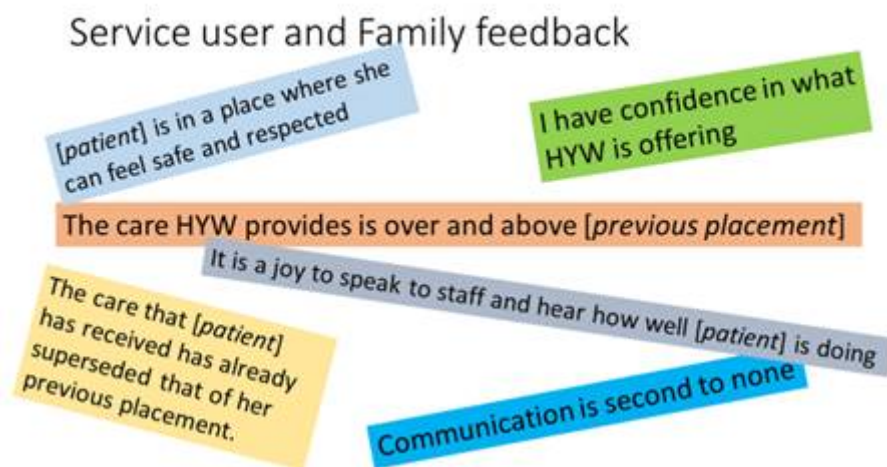 Service user and Family feedback
[patient] is in a place where she
can feel safe and respected
I have confidence in what
HYW is offering
The care HYW provides is over and above [previous placement]
It is a joy to speak to staff and hear how well [patient] is doing
The care that [patient]
has received has already
superseded that of her
previous placement.
Communication is second to none